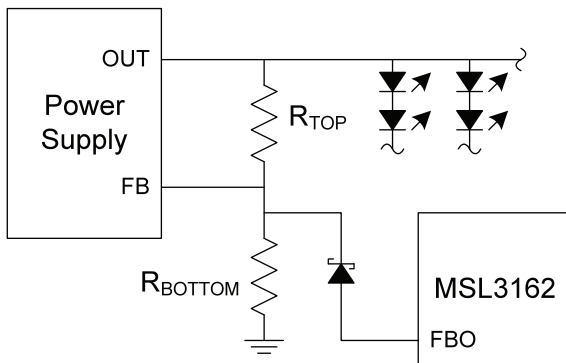 OUT
Power
Supply
RTOP
FB
RBOTTOM
MSL3162
FBO